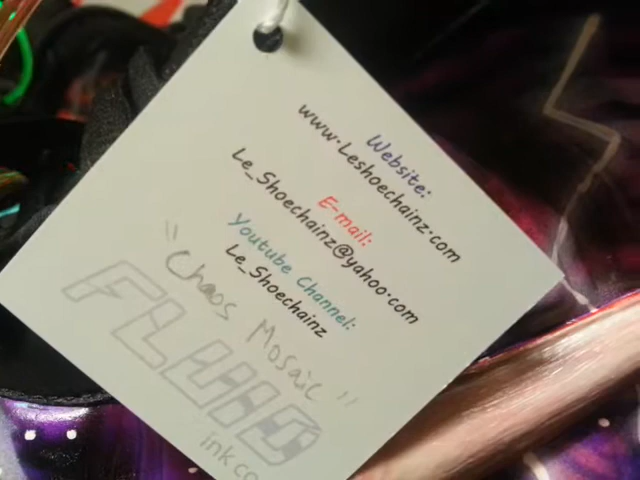 Website:
www.Leshoechainz.com
E-mail:
Le_Shoechainz@yahoo.com
Youtube Channel:
Le_Shoechainz
"Chaos Mosaic"
FLUID
ink co